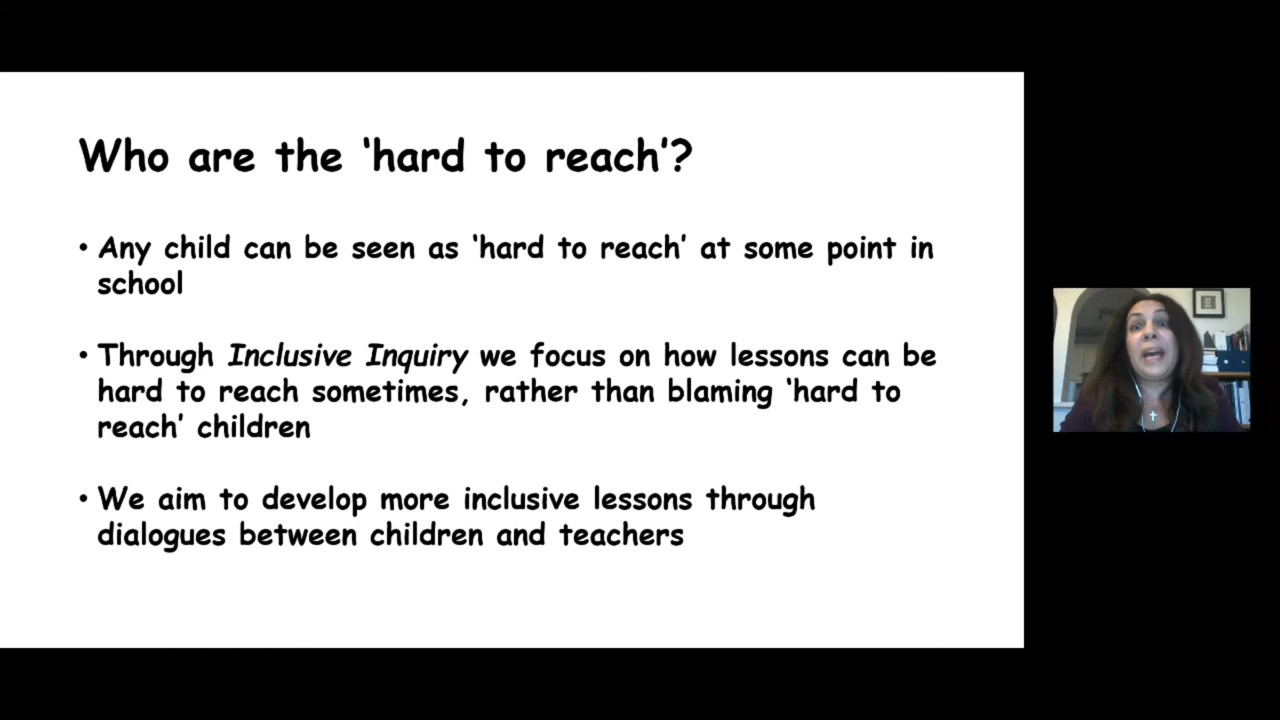 Who are the ‘hard to reach’?
• Any child can be seen as ‘hard to reach’ at some point in
school
• Through Inclusive Inquiry we focus on how lessons can be
hard to reach sometimes, rather than blaming ‘hard to
reach’ children
• We aim to develop more inclusive lessons through
dialogues between children and teachers